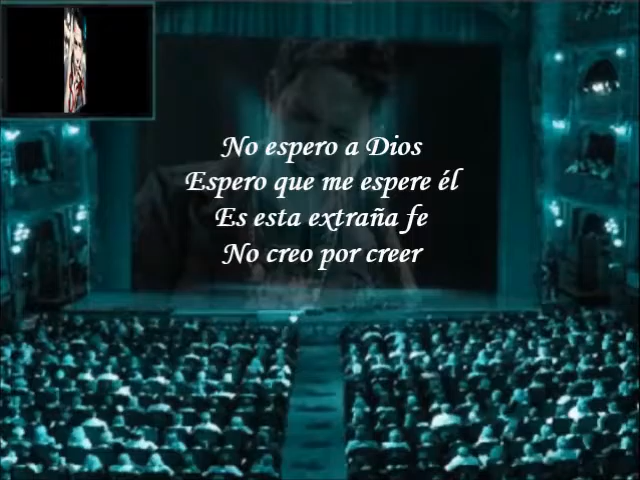 No espero a Dios
Espero que me espere él
Es esta extraña fe
No creo por creer